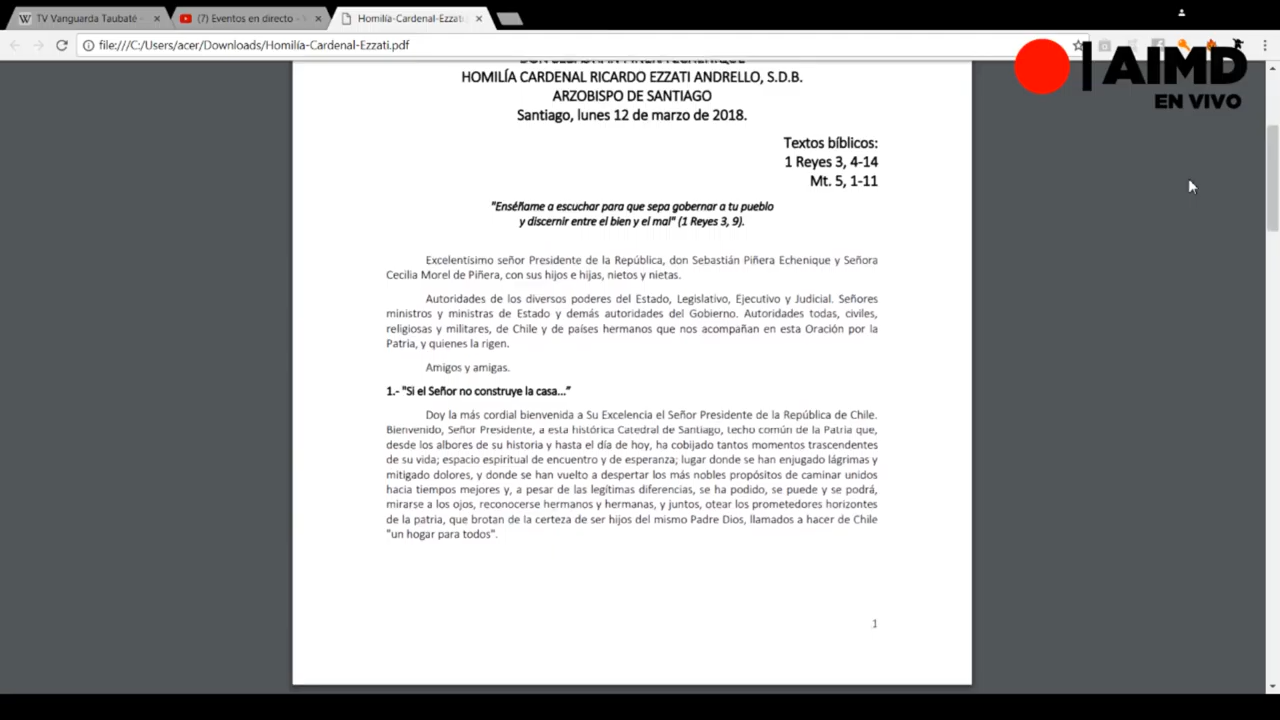 TV Vanguarda Taubaté
(7) Eventos en directo
Homilía-Cardenal-Ezzati
file:///C:/Users/acer/Downloads/Homilía-Cardenal-Ezzati.pdf
AIMD
EN VIVO
HOMILÍA CARDENAL RICARDO EZZATI ANDRELLO, S.D.B.
ARZOBISPO DE SANTIAGO
Santiago, lunes 12 de marzo de 2018.
Textos bíblicos:
1 Reyes 3, 4-14
Mt. 5, 1-11
"Enséñame a escuchar para que sepa gobernar a tu pueblo
y discernir entre el bien y el mal" (1 Reyes 3, 9).
Excelentísimo señor Presidente de la República, don Sebastián Piñera Echenique y Señora
Cecilia Morel de Piñera, con sus hijos e hijas, nietos y nietas.
Autoridades de los diversos poderes del Estado, Legislativo, Ejecutivo y Judicial. Señores
ministros y ministras de Estado y demás autoridades del Gobierno. Autoridades todas, civiles,
religiosas y militares, de Chile y de países hermanos que nos acompañan en esta Oración por la
Patria, y quienes la rigen.
Amigos y amigas.
1.- "Si el Señor no construye la casa..."
Doy la más cordial bienvenida a Su Excelencia el Señor Presidente de la República de Chile.
Bienvenido, Señor Presidente, a esta histórica Catedral de Santiago, techo común de la Patria que,
desde los albores de su historia y hasta el día de hoy, ha cobijado tantos momentos trascendentes
de su vida; espacio espiritual de encuentro y de esperanza; lugar donde se han enjugado lágrimas y
mitigado dolores, y donde se han vuelto a despertar los más nobles propósitos de caminar unidos
hacia tiempos mejores y, a pesar de las legítimas diferencias, se ha podido, se puede y se podrá,
mirarse a los ojos, reconocerse hermanos y hermanas, y juntos, otear los prometedores horizontes
de la patria, que brotan de la certeza de ser hijos del mismo Padre Dios, llamados a hacer de Chile
"un hogar para todos".
1